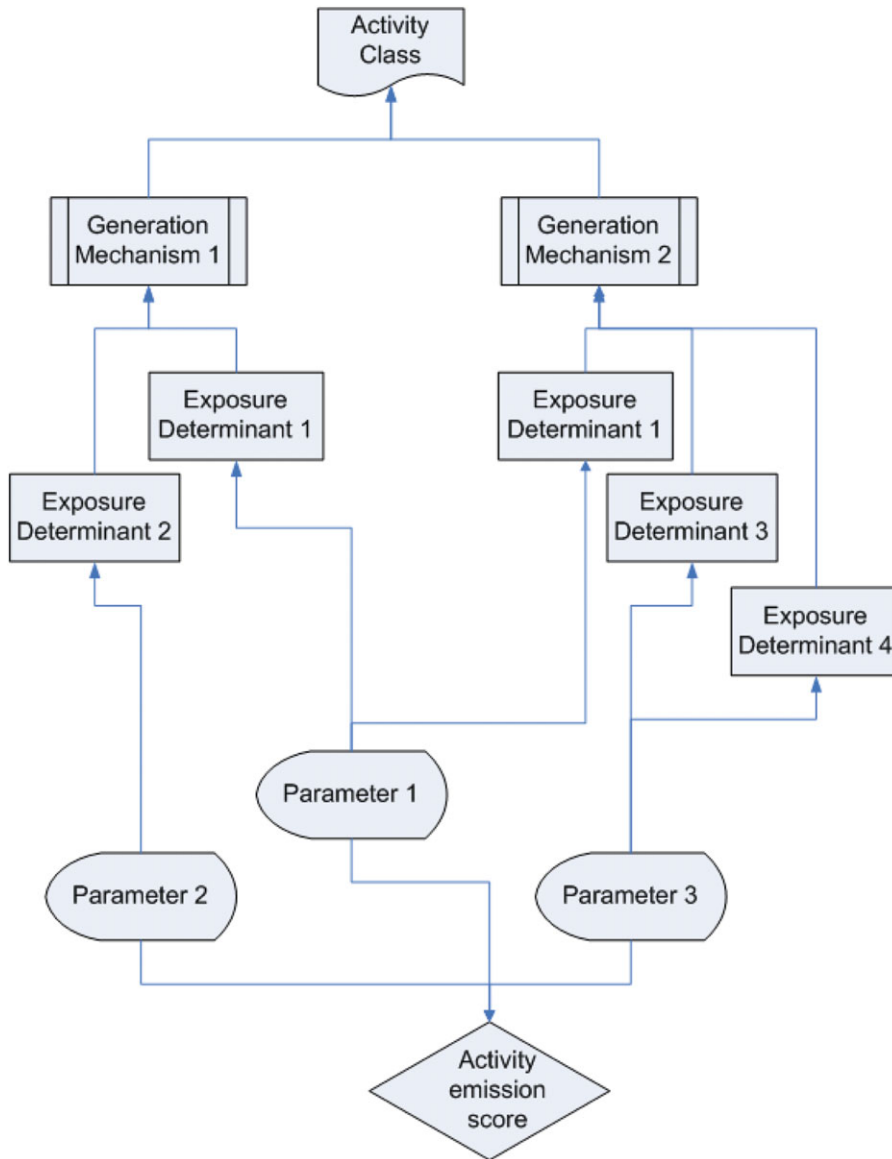 Activity
Class
Generation
Mechanism 1
Generation
Mechanism 2
Exposure
Determinant 1
Exposure
Determinant 1
Exposure
Determinant 2
Exposure
Determinant 3
Exposure
Determinant 4
Parameter 1
Parameter 2
Parameter 3
Activity
emission
score